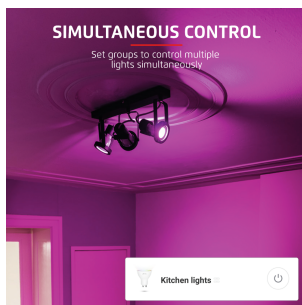 SIMULTANEOUS CONTROL
Set groups to control multiple
lights simultaneously
Kitchen lights